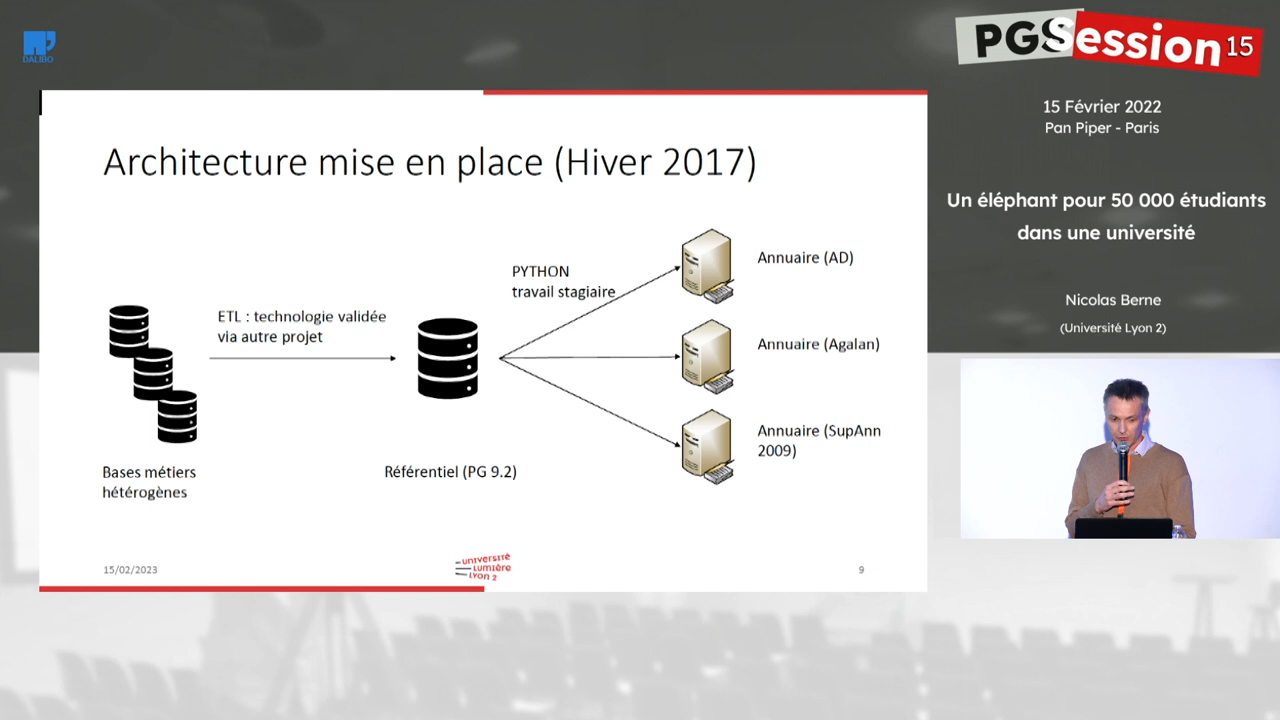 DALIBO
PGSession 15
15 Février 2022
Pan Piper - Paris
Un éléphant pour 50 000 étudiants
dans une université
Nicolas Berne
(Université Lyon 2)
Architecture mise en place (Hiver 2017)
PYTHON
travail stagiaire
ETL : technologie validée
via autre projet
Annuaire (AD)
Annuaire (Agalan)
Annuaire (SupAnn
2009)
Bases métiers
hétérogènes
Référentiel (PG 9.2)
15/02/2023
UNIVERSITÉ
LUMIÈRE
LYON 2
9